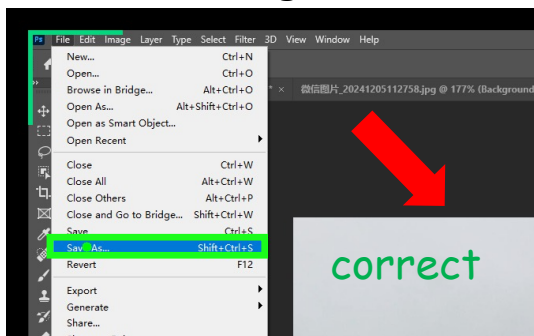 Ps File Edit Image Layer Type Select Filter 3D View Window Help
New... Ctrl+N
Open... Ctrl+O
Browse in Bridge... Alt+Ctrl+O
* × 微信图片_20241205112758.jpg @ 177% (Background
Open As... Alt+Shift+Ctrl+O
Open as Smart Object...
Open Recent
Close Ctrl+W
Close All Alt+Ctrl+W
Close Others Alt+Ctrl+P
Close and Go to Bridge... Shift+Ctrl+W
Save Ctrl+S
Save As... Shift+Ctrl+S
Revert F12
correct
Export
Generate
Share...